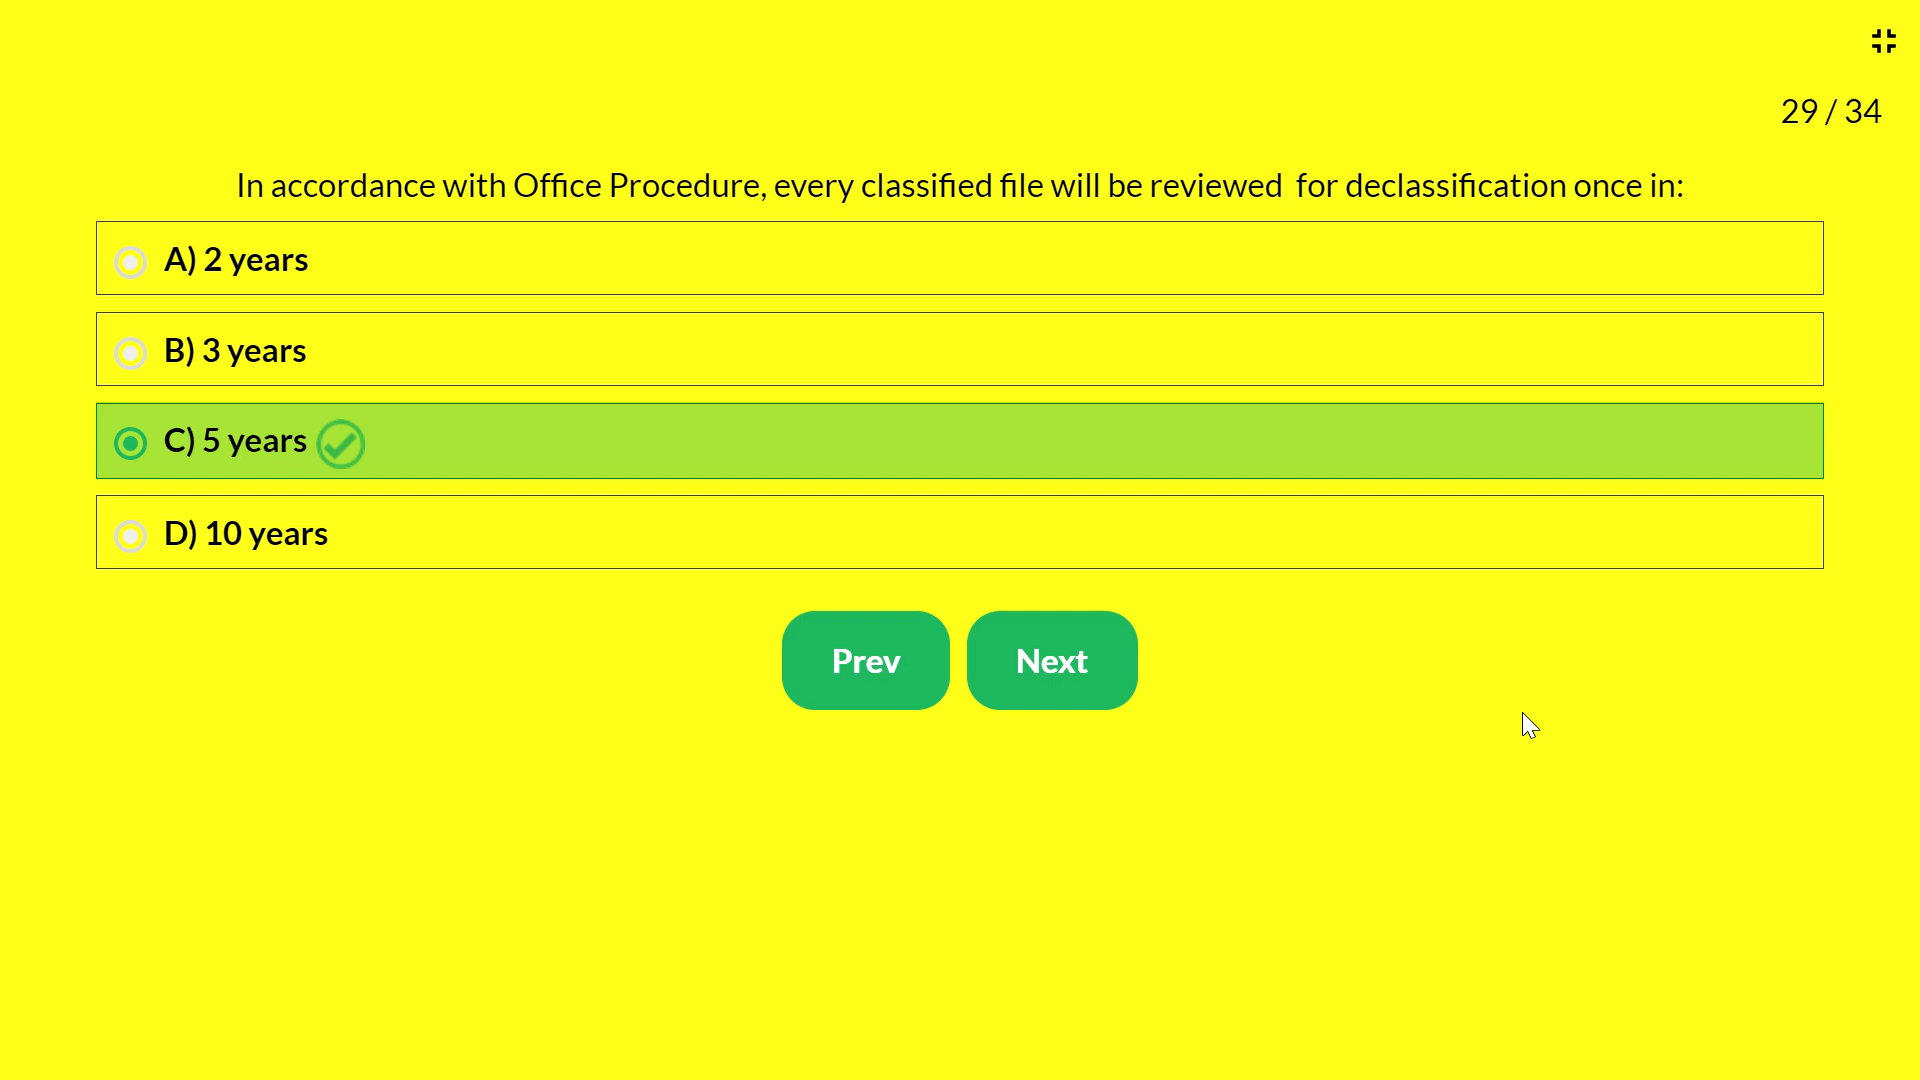 29 / 34
In accordance with Office Procedure, every classified file will be reviewed  for declassification once in:
A) 2 years
B) 3 years
C) 5 years
D) 10 years
Prev
Next